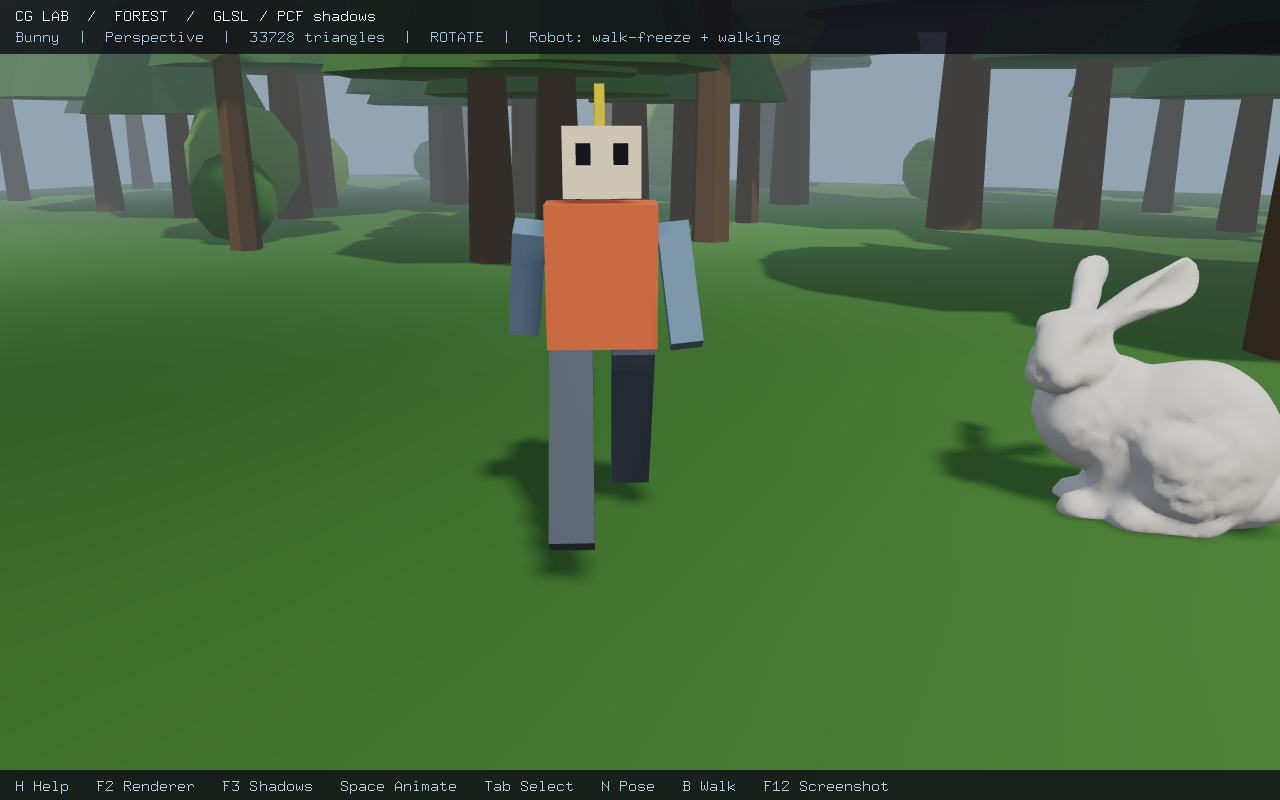 CG LAB / FOREST / GLSL / PCF shadows
Bunny | Perspective | 33728 triangles | ROTATE | Robot: walk-freeze + walking
H Help F2 Renderer F3 Shadows Space Animate Tab Select N Pose B Walk F12 Screenshot